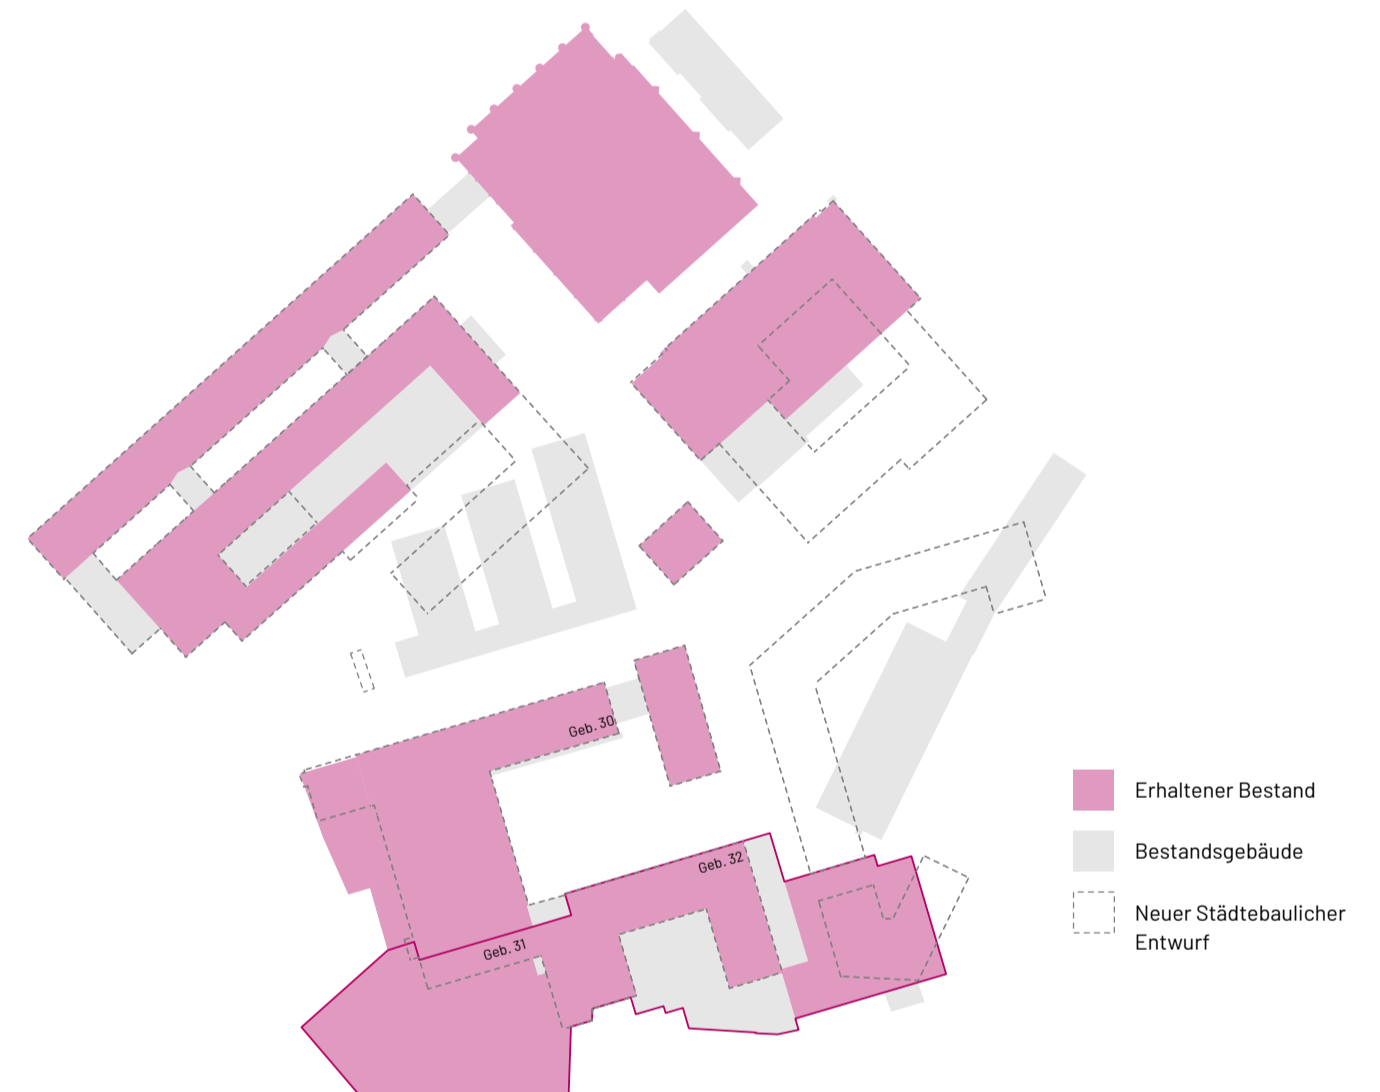 Geb. 30
Geb. 32
Geb. 31
Erhaltener Bestand
Bestandsgebäude
Neuer Städtebaulicher
Entwurf